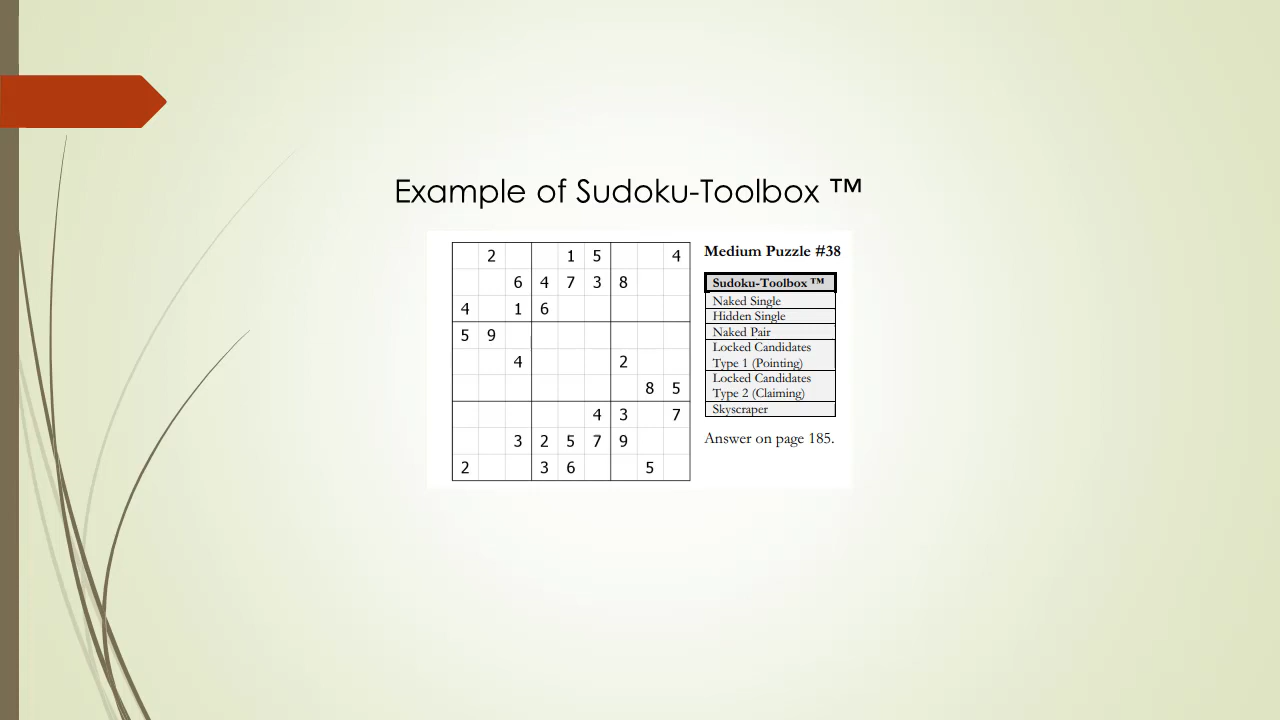 Example of Sudoku-Toolbox ™
2 1 5 4
6 4 7 3 8
4 1 6
5 9
4 2
8 5
4 3 7
3 2 5 7 9
2 3 6 5
Medium Puzzle #38
Sudoku-Toolbox ™
Naked Single
Hidden Single
Naked Pair
Locked Candidates
Type 1 (Pointing)
Locked Candidates
Type 2 (Claiming)
Skyscraper
Answer on page 185.